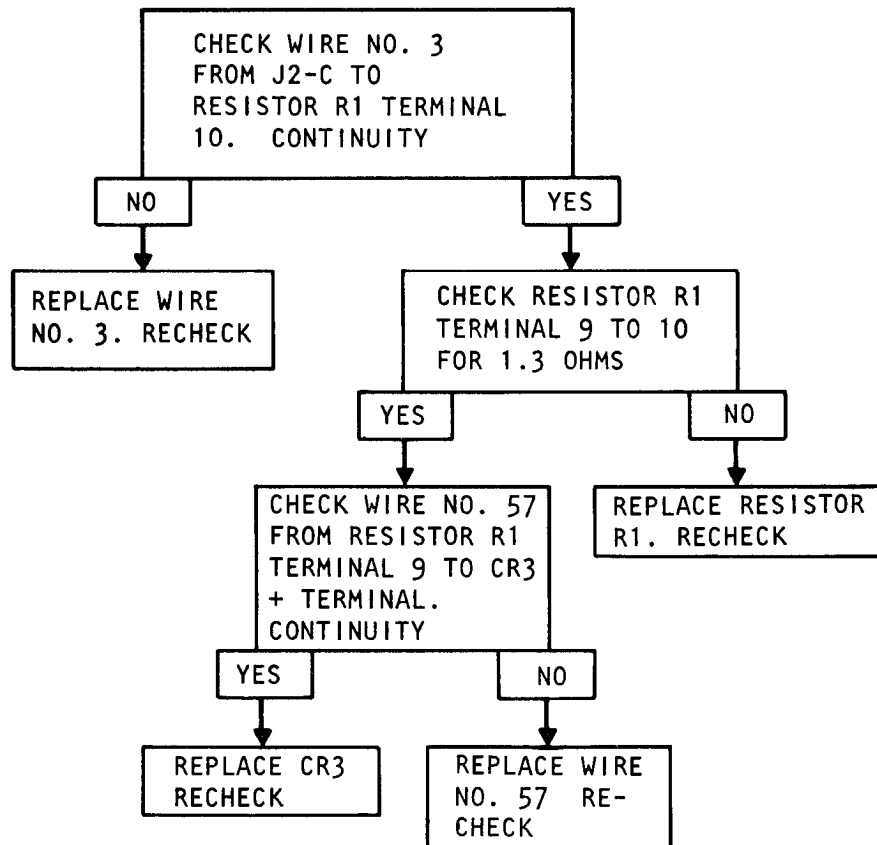 CHECK WIRE NO. 3
FROM J2-C TO
RESISTOR R1 TERMINAL
10. CONTINUITY
NO
YES
REPLACE WIRE
NO. 3. RECHECK
CHECK RESISTOR R1
TERMINAL 9 TO 10
FOR 1.3 OHMS
YES
NO
CHECK WIRE NO. 57
FROM RESISTOR R1
TERMINAL 9 TO CR3
+ TERMINAL.
CONTINUITY
REPLACE RESISTOR
R1. RECHECK
YES
NO
REPLACE CR3
RECHECK
REPLACE WIRE
NO. 57 RE-
CHECK